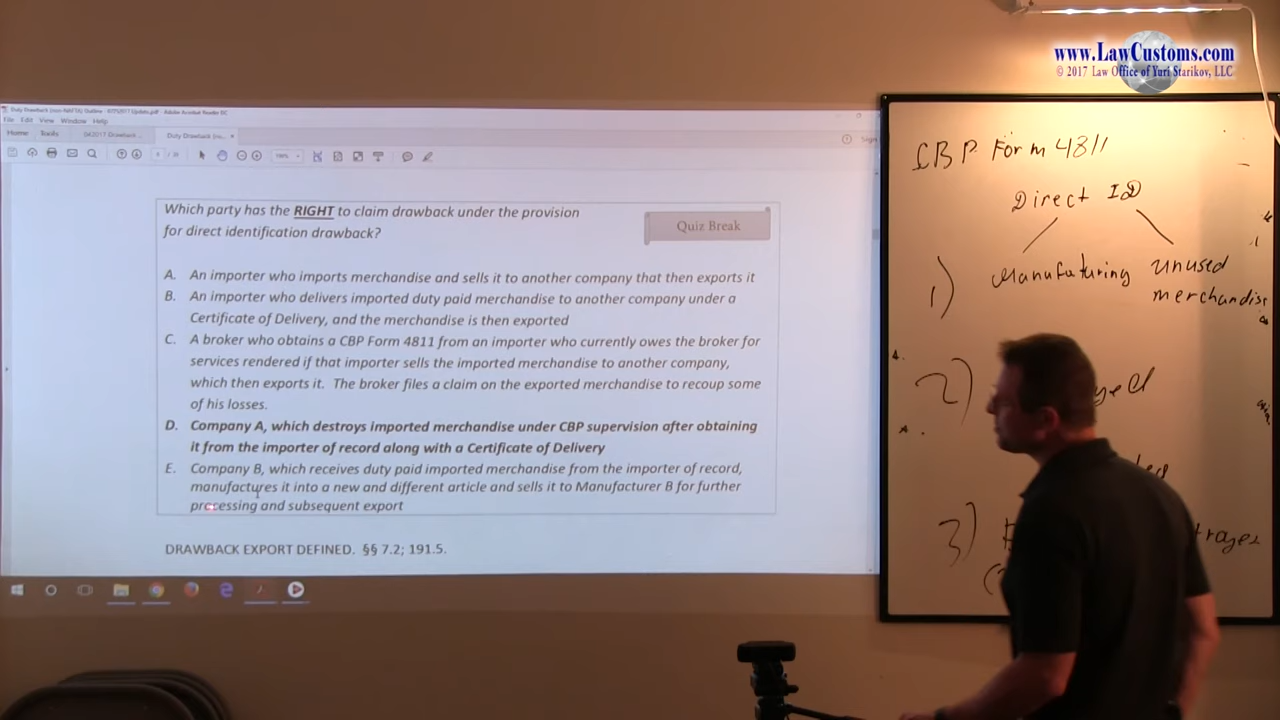 www.LawCustoms.com
© 2017 Law Office of Yuri Starikov, LLC
File Edit View Window Help
Home Tools
Which party has the RIGHT to claim drawback under the provision
for direct identification drawback?
Quiz Break
A. An importer who imports merchandise and sells it to another company that then exports it
B. An importer who delivers imported duty paid merchandise to another company under a
Certificate of Delivery, and the merchandise is then exported
C. A broker who obtains a CBP Form 4811 from an importer who currently owes the broker for
services rendered if that importer sells the imported merchandise to another company,
which then exports it. The broker files a claim on the exported merchandise to recoup some
of his losses.
D. Company A, which destroys imported merchandise under CBP supervision after obtaining
it from the importer of record along with a Certificate of Delivery
E. Company B, which receives duty paid imported merchandise from the importer of record,
manufactures it into a new and different article and sells it to Manufacturer B for further
processing and subsequent export
DRAWBACK EXPORT DEFINED. §§ 7.2; 191.5.
CBP Form 4811
Direct ID
1) Manufaturing
unused
merchandise
2)
3)